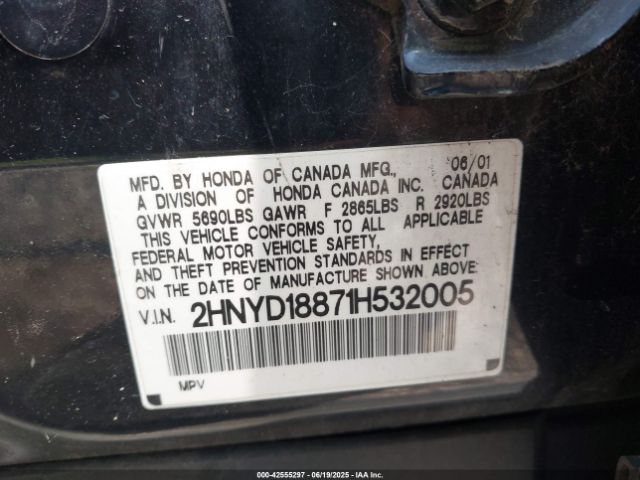 MFD. BY HONDA OF CANADA MFG., 06/01
A DIVISION OF HONDA CANADA INC. CANADA
GVWR 5690LBS GAWR F 2865LBS R 2920LBS
THIS VEHICLE CONFORMS TO ALL APPLICABLE
FEDERAL MOTOR VEHICLE SAFETY,
AND THEFT PREVENTION STANDARDS IN EFFECT
ON THE DATE OF MANUFACTURE SHOWN ABOVE.
V.I.N. 2HNYD18871H532005
MPV
000-42555297 - 06/19/2025 - IAA Inc.